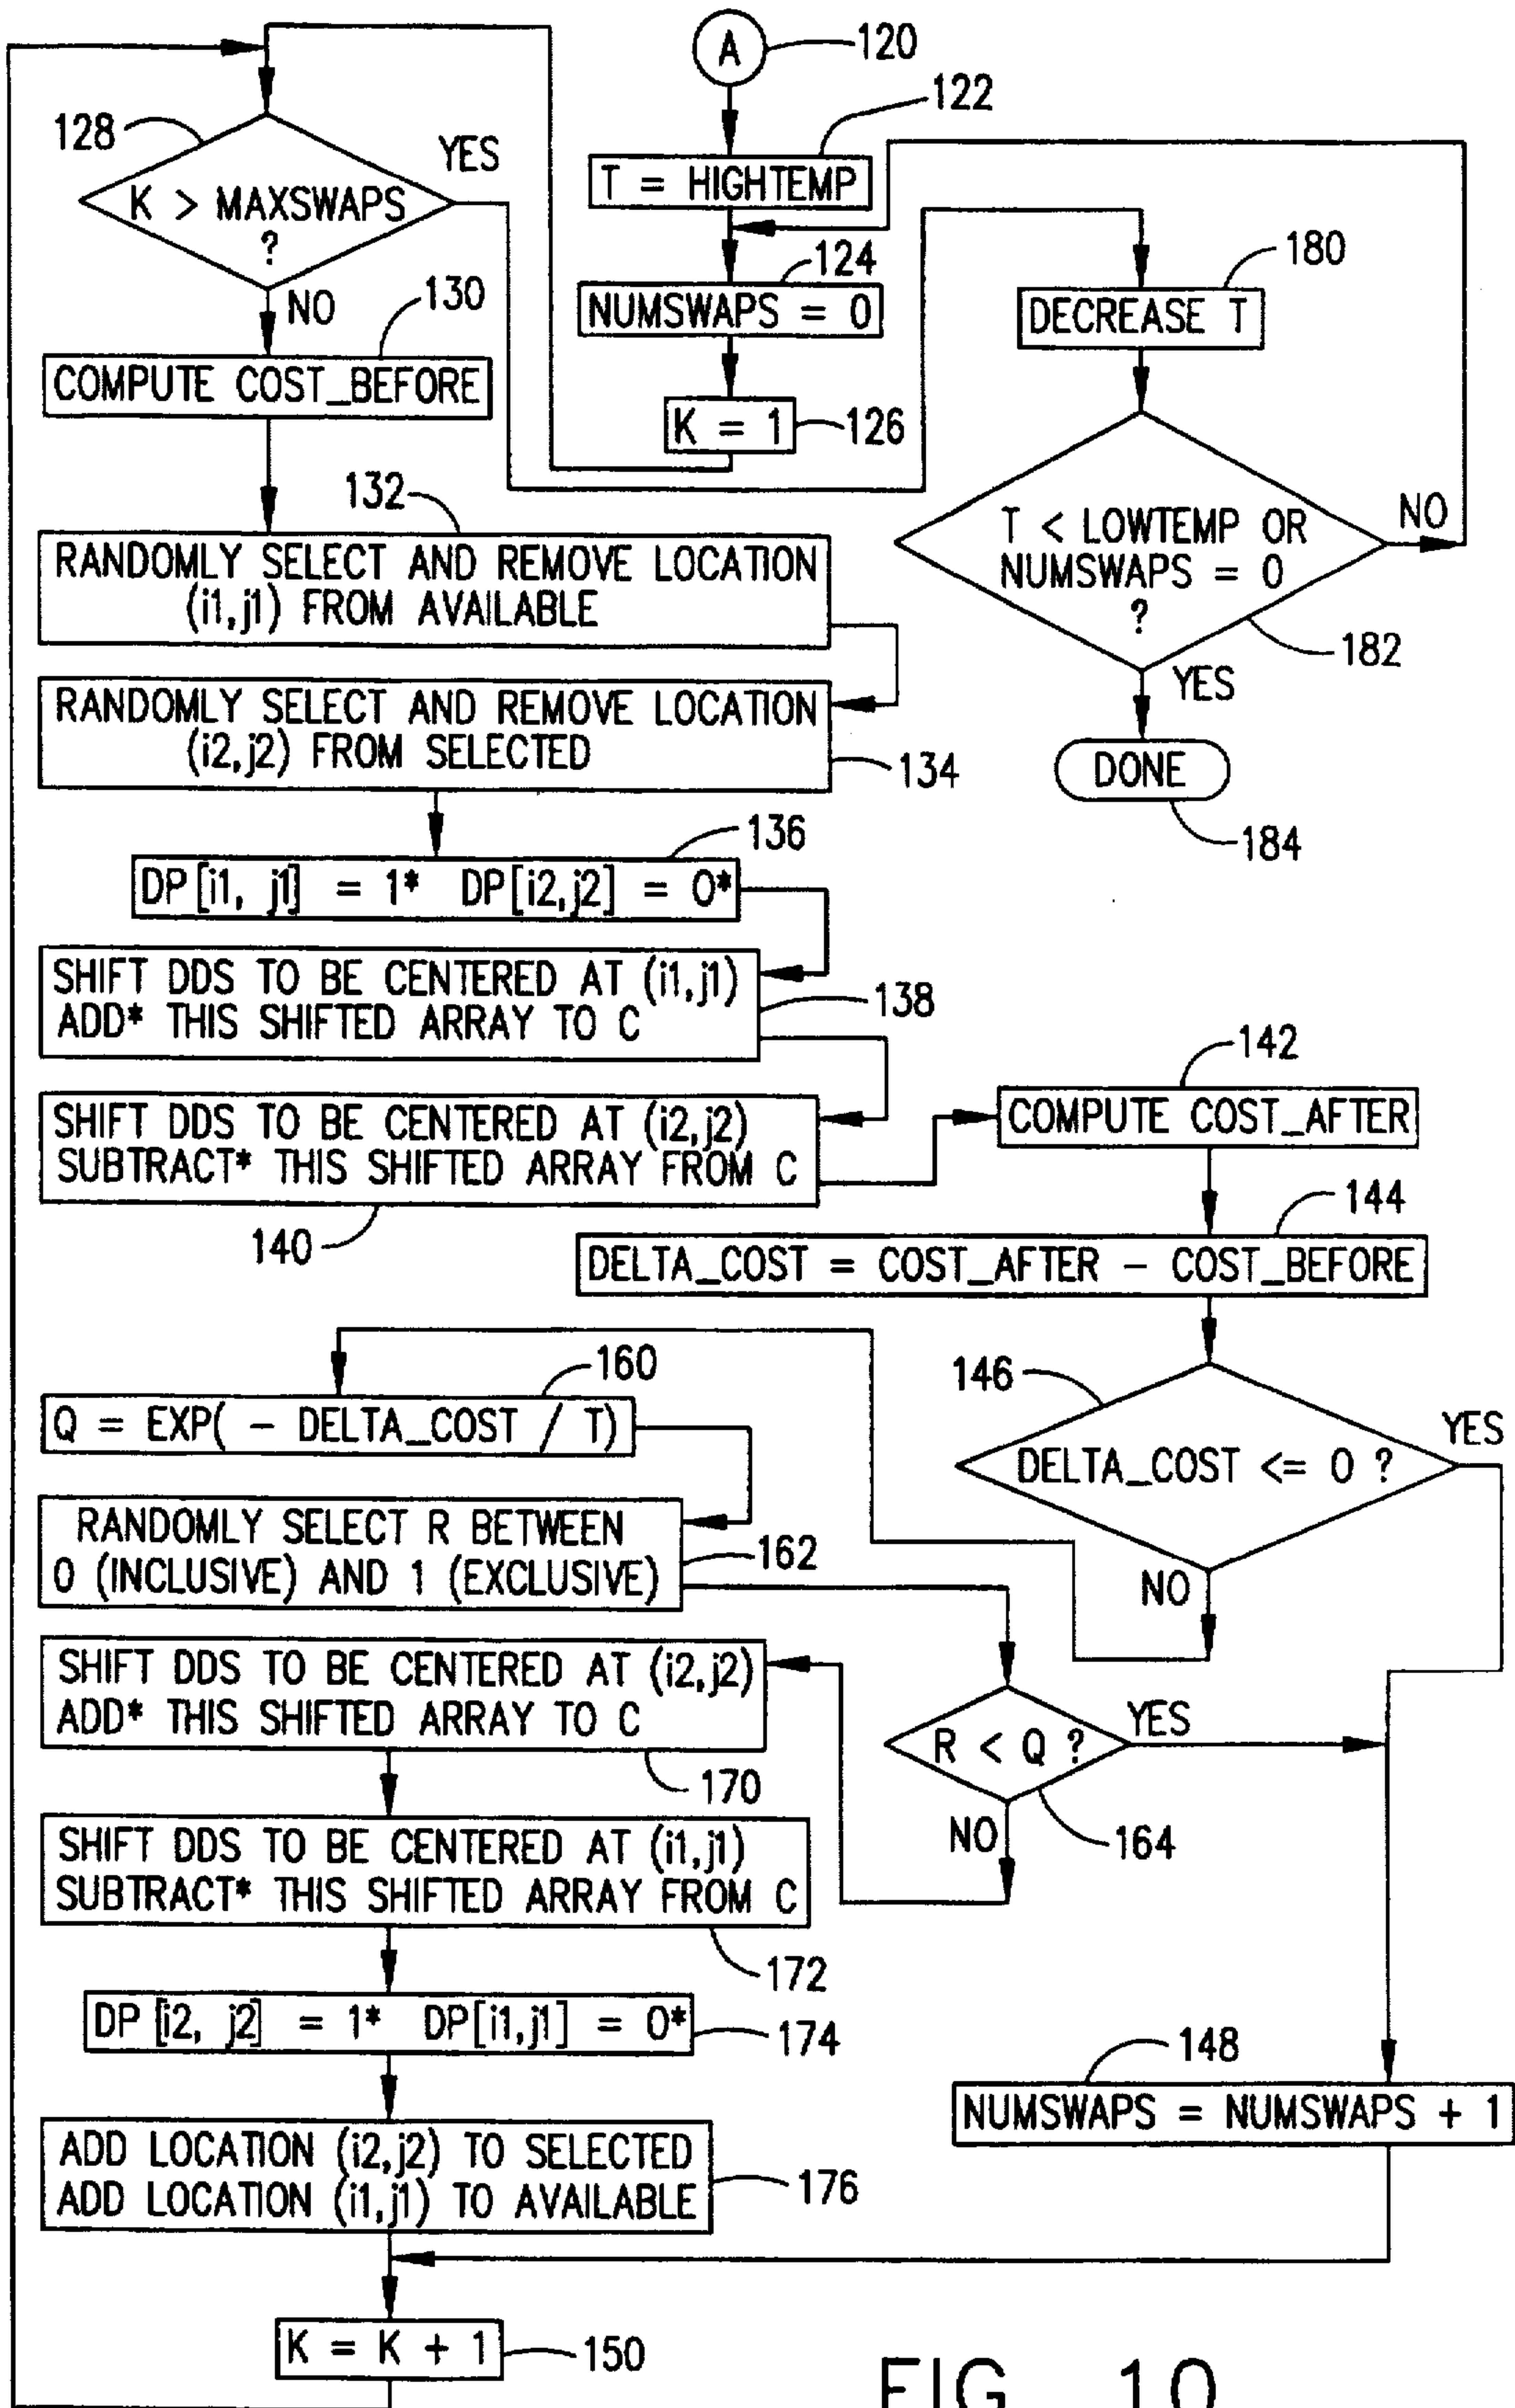 A
120
122
T = HIGHTEMP
124
NUMSWAPS = 0
K = 1
126
128
K > MAXSWAPS
?
YES
NO
130
COMPUTE COST_BEFORE
132
RANDOMLY SELECT AND REMOVE LOCATION
(i1,j1) FROM AVAILABLE
RANDOMLY SELECT AND REMOVE LOCATION
(i2,j2) FROM SELECTED
134
136
DP[i1, j1] = 1* DP[i2,j2] = 0*
SHIFT DDS TO BE CENTERED AT (i1,j1)
ADD* THIS SHIFTED ARRAY TO C
138
SHIFT DDS TO BE CENTERED AT (i2,j2)
SUBTRACT* THIS SHIFTED ARRAY FROM C
140
142
COMPUTE COST_AFTER
144
DELTA_COST = COST_AFTER - COST_BEFORE
146
DELTA_COST <= 0 ?
YES
NO
160
Q = EXP( - DELTA_COST / T)
RANDOMLY SELECT R BETWEEN
0 (INCLUSIVE) AND 1 (EXCLUSIVE)
162
R < Q ?
YES
NO
164
SHIFT DDS TO BE CENTERED AT (i2,j2)
ADD* THIS SHIFTED ARRAY TO C
170
SHIFT DDS TO BE CENTERED AT (i1,j1)
SUBTRACT* THIS SHIFTED ARRAY FROM C
172
DP [i2, j2] = 1* DP[i1,j1] = 0*
174
ADD LOCATION (i2,j2) TO SELECTED
ADD LOCATION (i1,j1) TO AVAILABLE
176
148
NUMSWAPS = NUMSWAPS + 1
K = K + 1
150
180
DECREASE T
T < LOWTEMP OR
NUMSWAPS = 0
?
NO
182
YES
DONE
184
FIG. 10